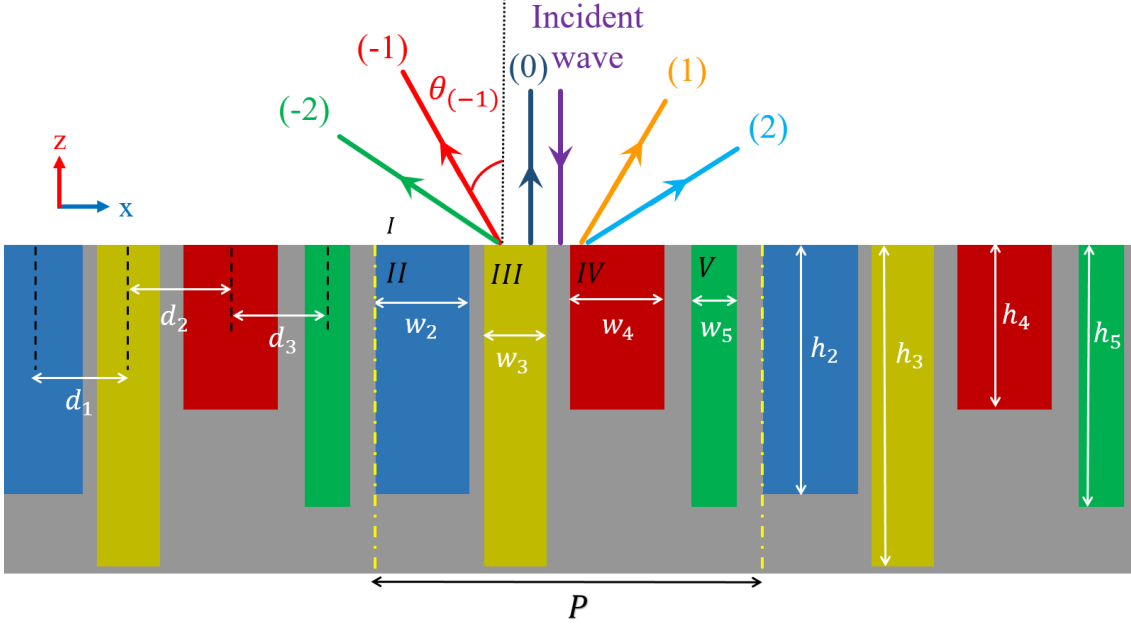 Incident
wave
(-1)
(0)
(1)
θ(−1)
(-2)
(2)
z
x
I
II
III
IV
V
d₂
d₃
w₂
w₄
w₅
h₄
h₅
h₂
h₃
w₃
d₁
P